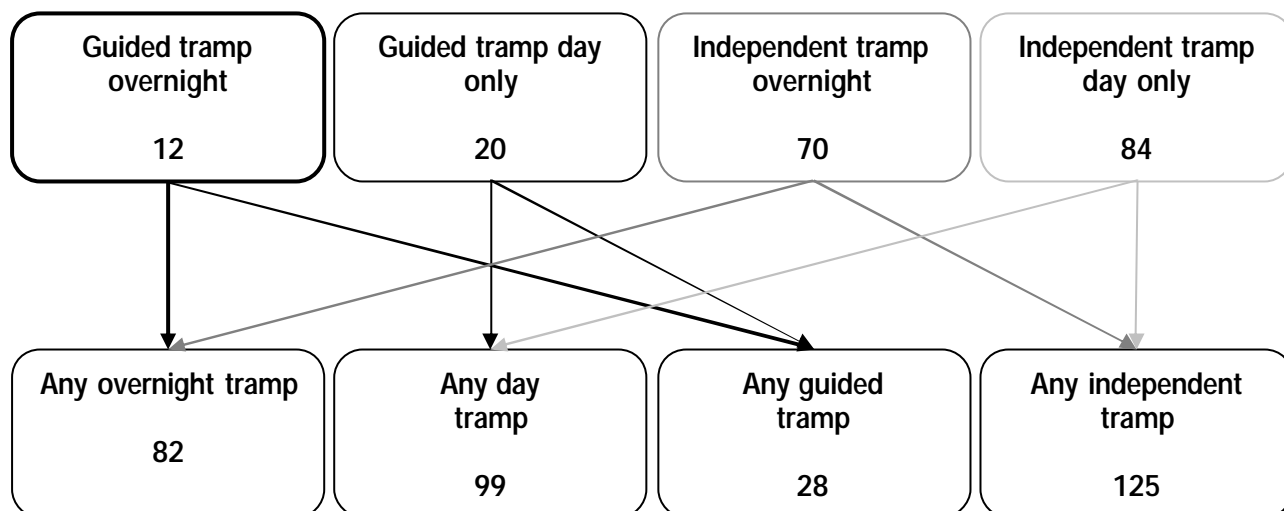 Guided tramp
overnight
12
Guided tramp day
only
20
Independent tramp
overnight
70
Independent tramp
day only
84
Any overnight tramp
82
Any day
tramp
99
Any guided
tramp
28
Any independent
tramp
125